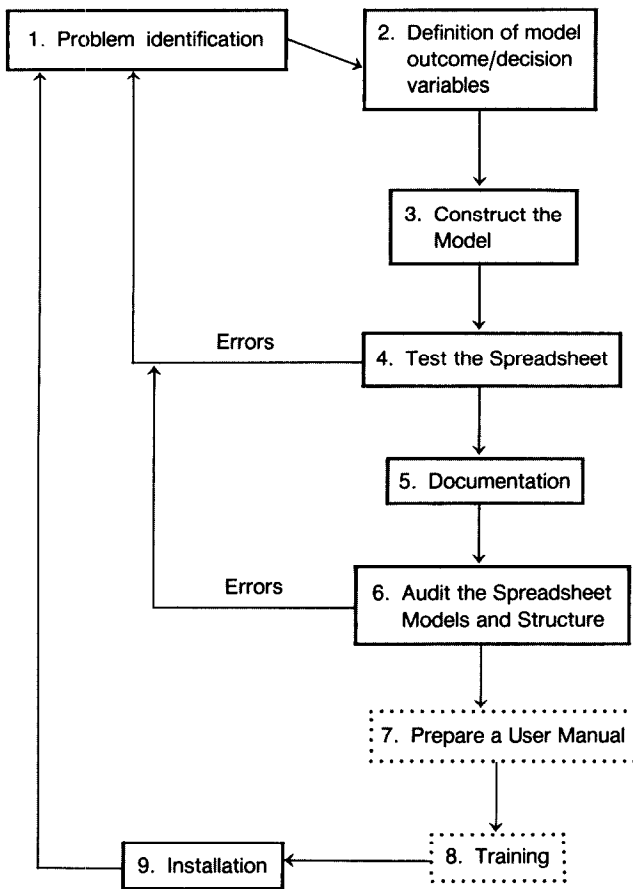 1. Problem identification
2. Definition of model
outcome/decision
variables
3. Construct the
Model
Errors
4. Test the Spreadsheet
5. Documentation
Errors
6. Audit the Spreadsheet
Models and Structure
7. Prepare a User Manual
8. Training
9. Installation